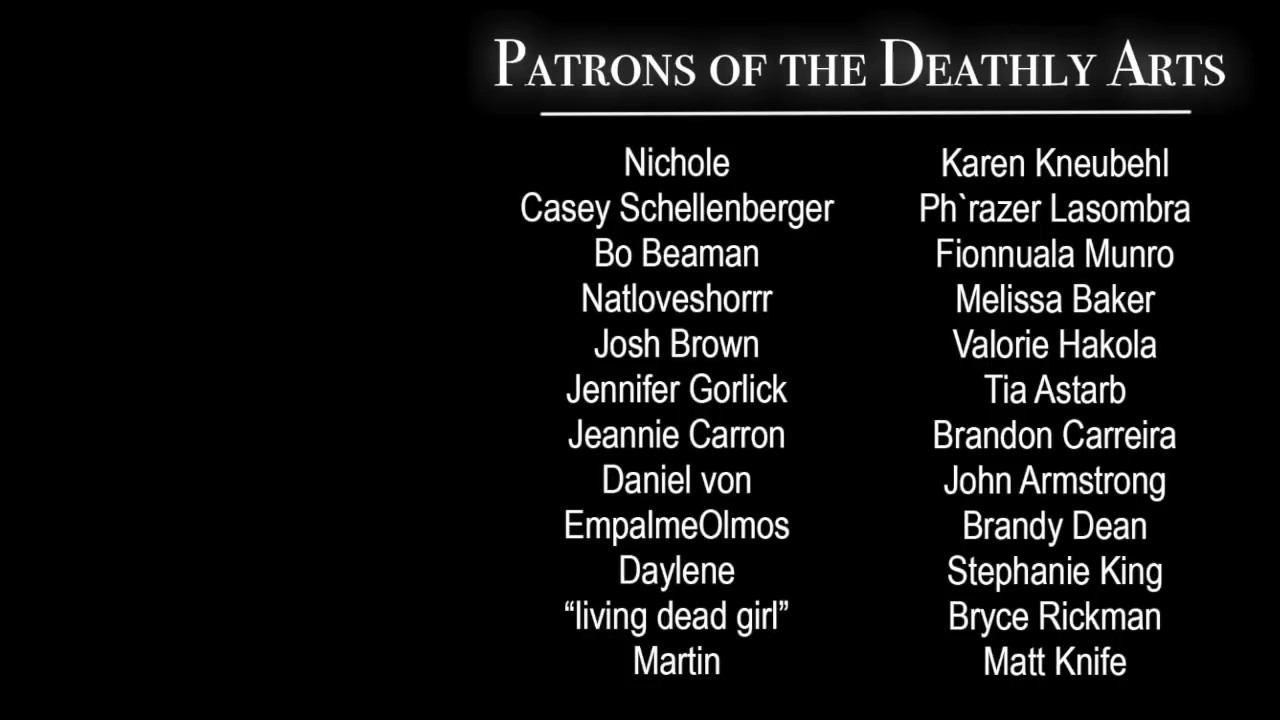 Patrons of the Deathly Arts
Nichole
Casey Schellenberger
Bo Beaman
Natloveshorrr
Josh Brown
Jennifer Gorlick
Jeannie Carron
Daniel von
EmpalmeOlmos
Daylene
“living dead girl”
Martin
Karen Kneubehl
Ph`razer Lasombra
Fionnuala Munro
Melissa Baker
Valorie Hakola
Tia Astarb
Brandon Carreira
John Armstrong
Brandy Dean
Stephanie King
Bryce Rickman
Matt Knife